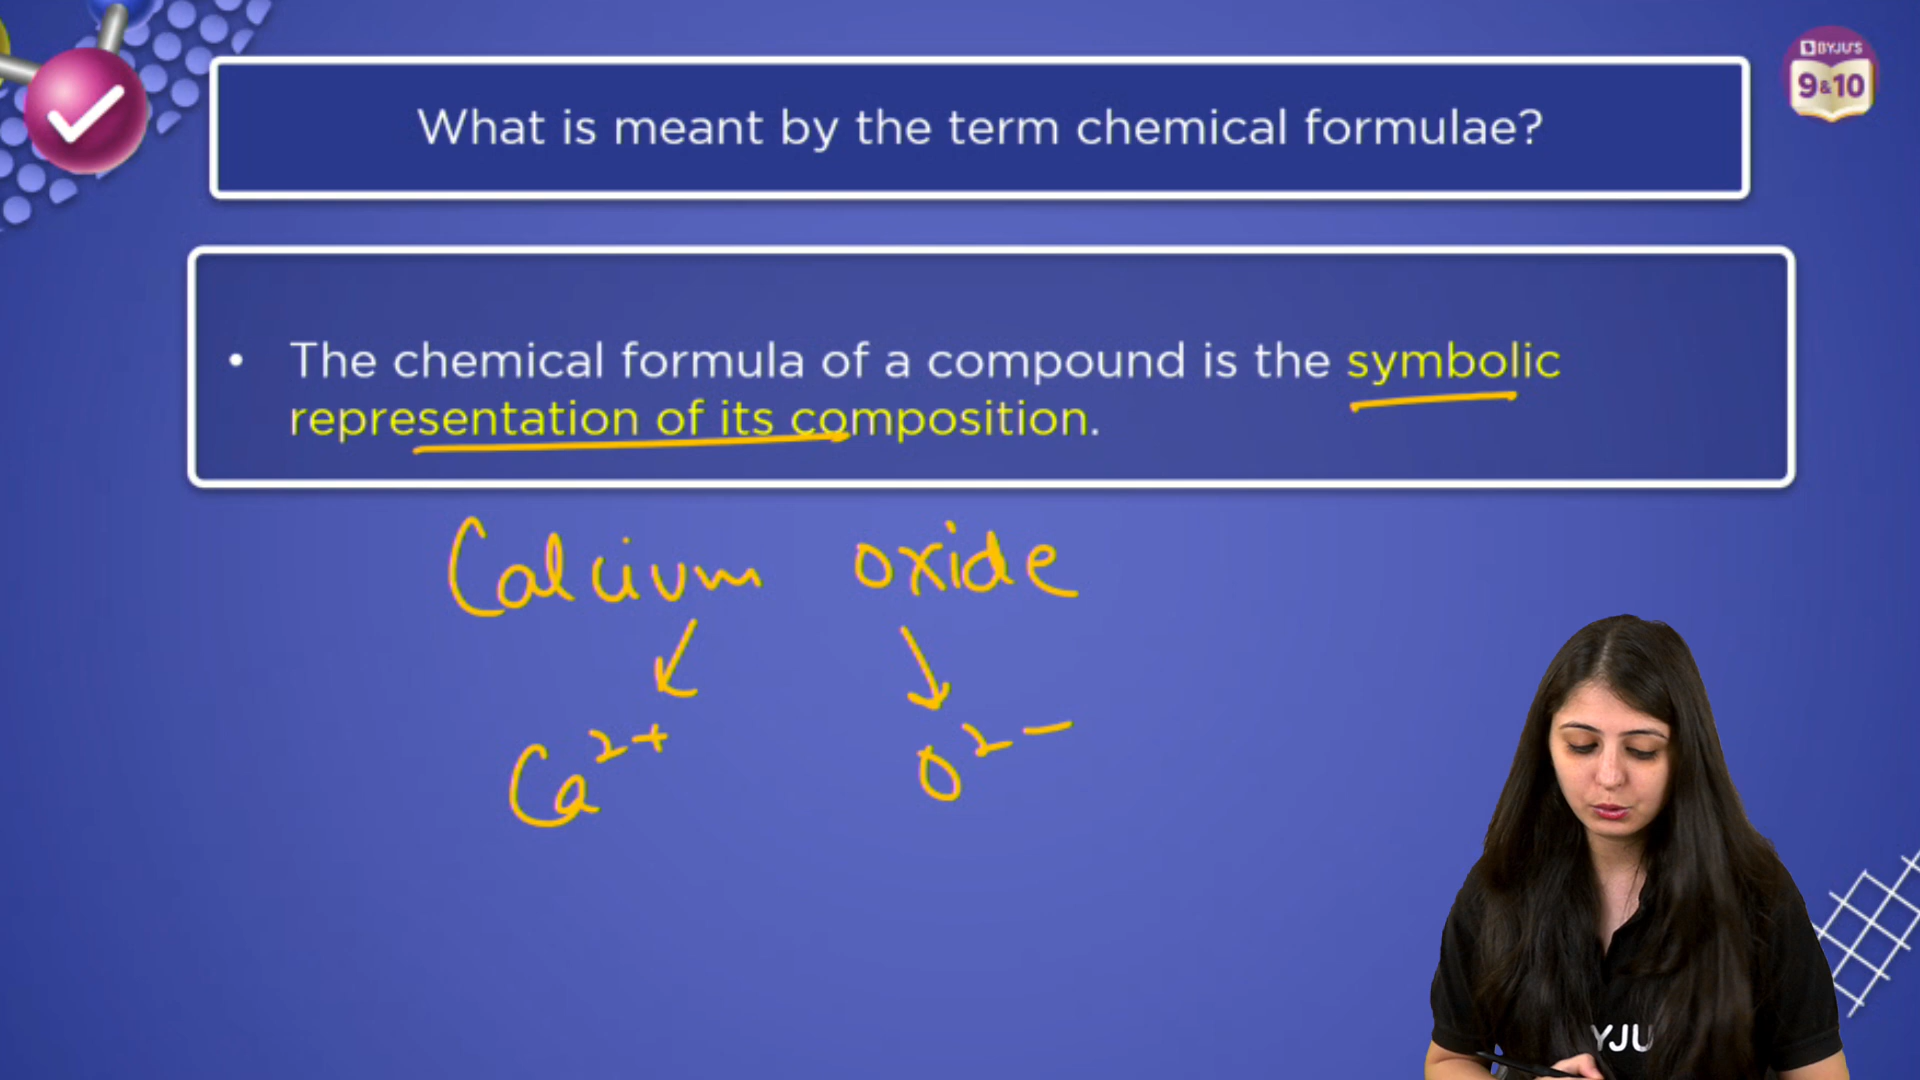 BYJU'S
9&10
What is meant by the term chemical formulae?
• The chemical formula of a compound is the symbolic
representation of its composition.
Calcium oxide
Ca²⁺ O²⁻
YJU